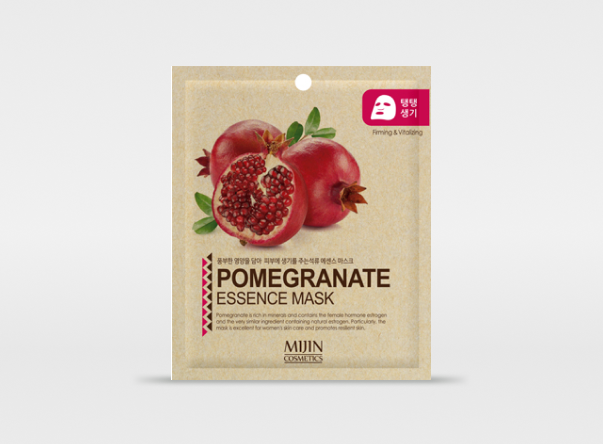 탱탱
생기
Firming & Vitalizing
풍부한 영양을 담아 피부에 생기를 주는석류 에센스 마스크
POMEGRANATE
ESSENCE MASK
Pomegranate is rich in minerals and contains the female hormone estrogen
and the very similar ingredient containing natural estrogen. Particularly, the
mask is excellent for women's skin care and promotes resilient skin.
MIJIN
COSMETICS